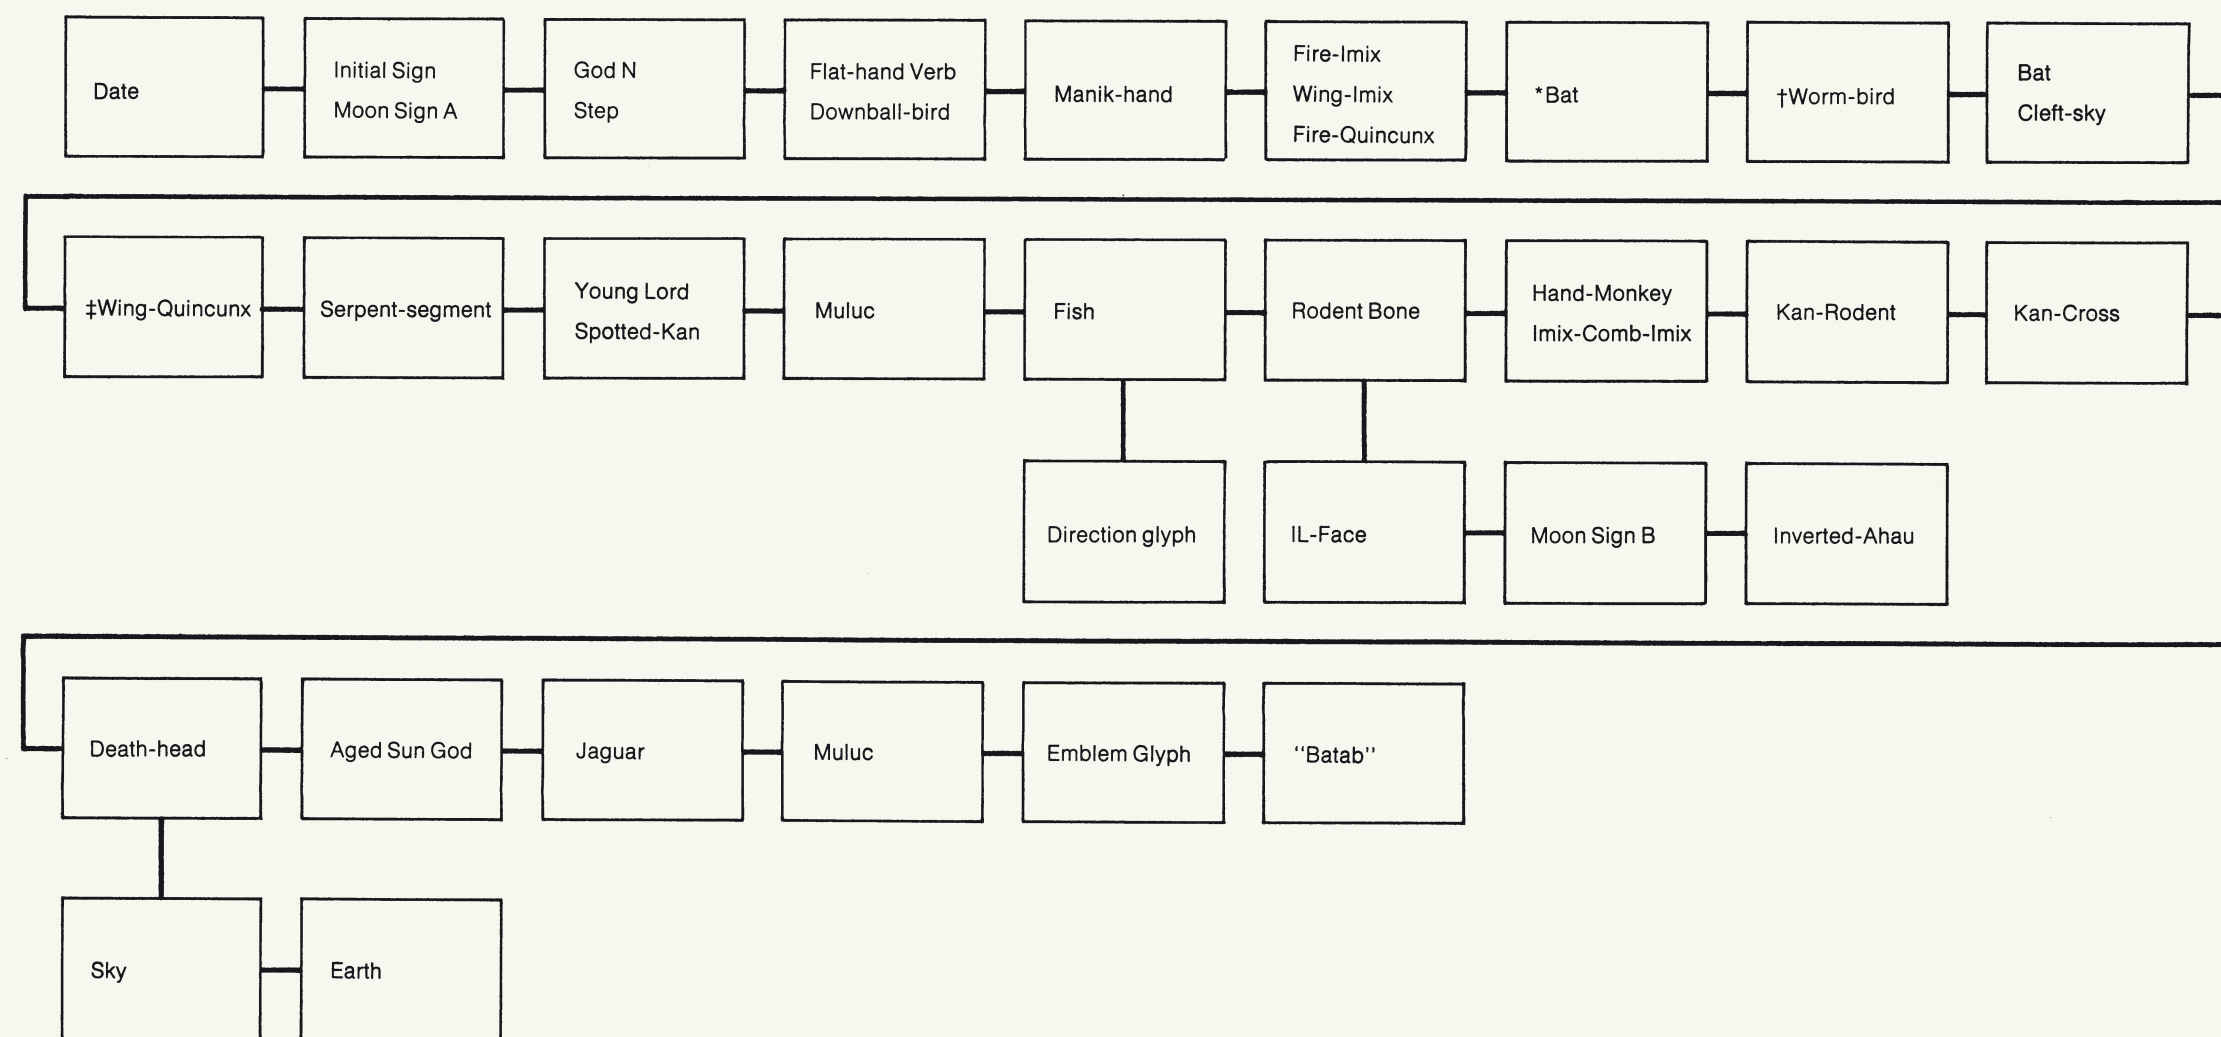 Date
Initial Sign
Moon Sign A
God N
Step
Flat-hand Verb
Downball-bird
Manik-hand
Fire-Imix
Wing-Imix
Fire-Quincunx
*Bat
†Worm-bird
Bat
Cleft-sky
‡Wing-Quincunx
Serpent-segment
Young Lord
Spotted-Kan
Muluc
Fish
Rodent Bone
Hand-Monkey
Imix-Comb-Imix
Kan-Rodent
Kan-Cross
Direction glyph
IL-Face
Moon Sign B
Inverted-Ahau
Death-head
Aged Sun God
Jaguar
Muluc
Emblem Glyph
‘‘Batab’’
Sky
Earth